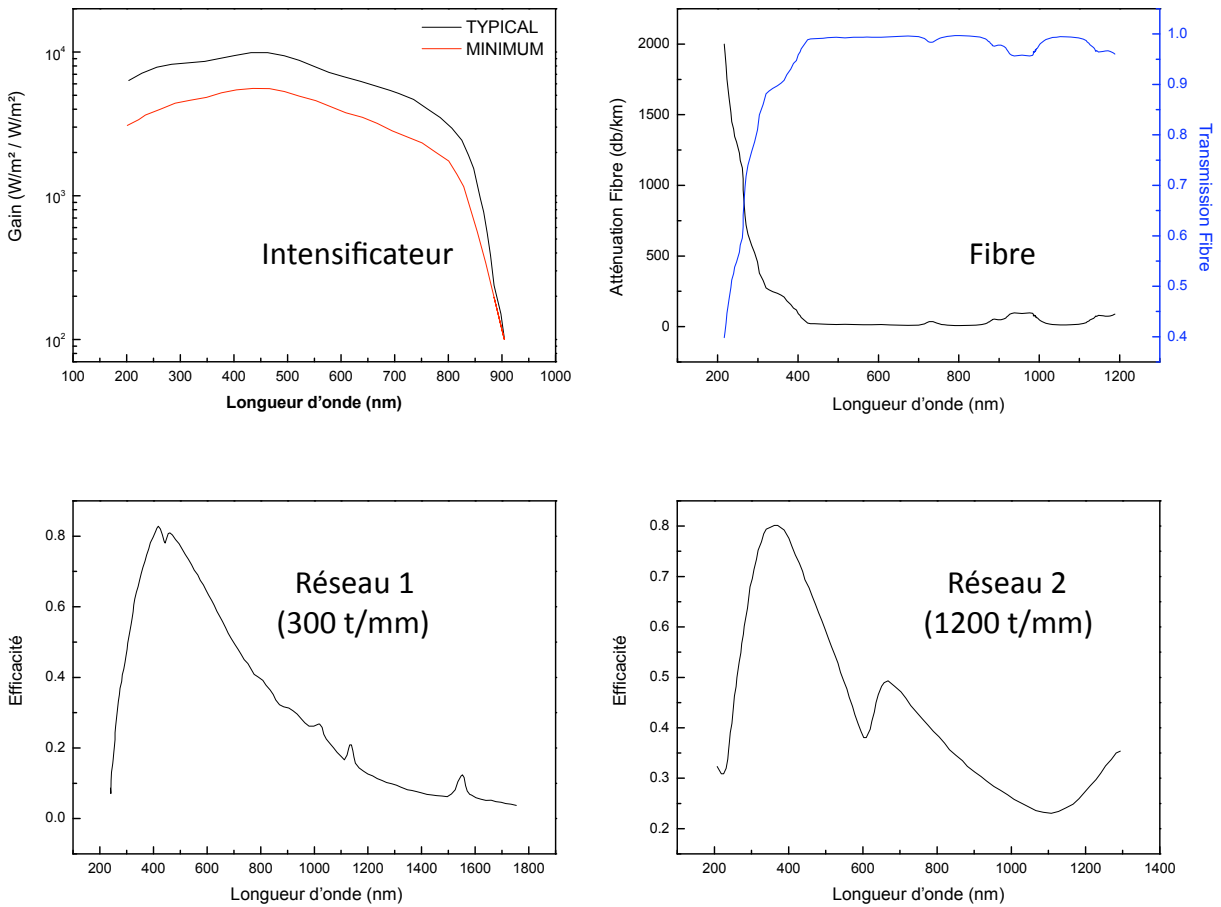 TYPICAL
MINIMUM
10⁴
10³
10²
Gain (W/m² / W/m²)
Intensificateur
100 200 300 400 500 600 700 800 900 1000
Longueur d'onde (nm)
2000
1500
1000
500
0
Atténuation Fibre (db/km)
Fibre
1.0
0.9
0.8
0.7
0.6
0.5
0.4
Transmission Fibre
200 400 600 800 1000 1200
Longueur d'onde (nm)
0.8
0.6
0.4
0.2
0.0
Efficacité
Réseau 1
(300 t/mm)
200 400 600 800 1000 1200 1400 1600 1800
Longueur d'onde (nm)
0.8
0.7
0.6
0.5
0.4
0.3
0.2
Efficacité
Réseau 2
(1200 t/mm)
200 400 600 800 1000 1200 1400
Longueur d'onde (nm)